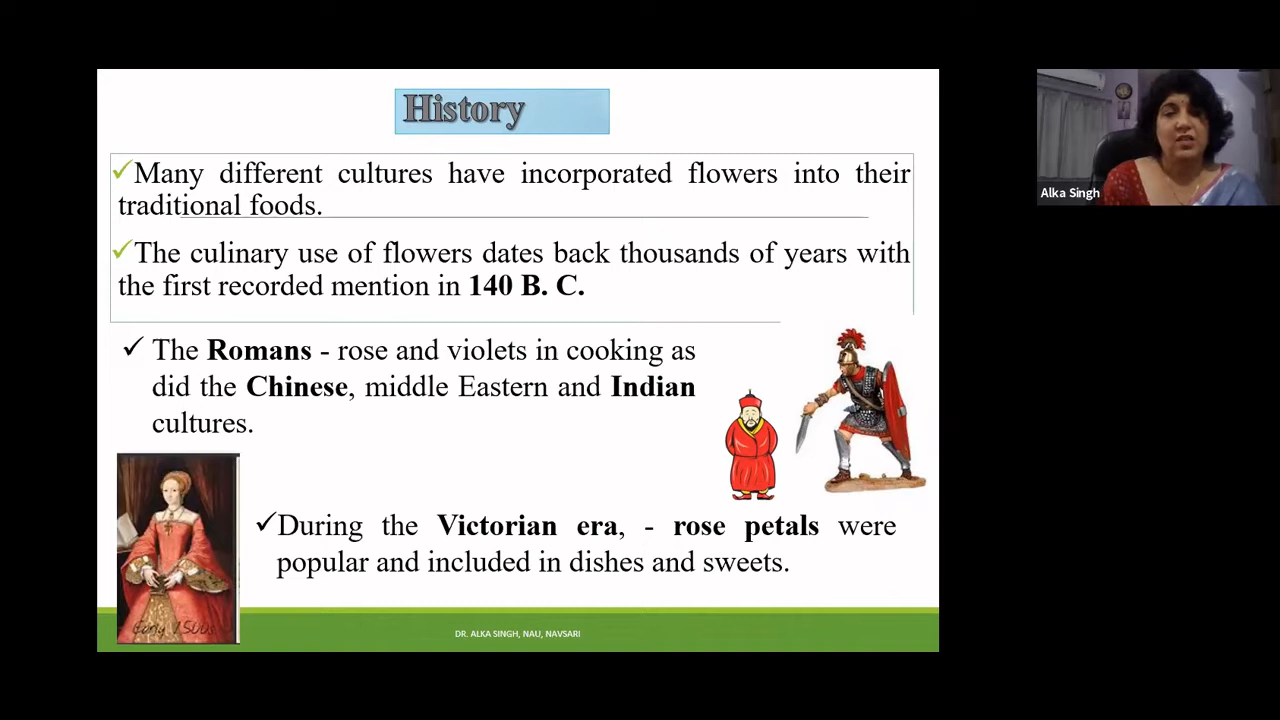 History
✓Many different cultures have incorporated flowers into their
traditional foods.
✓The culinary use of flowers dates back thousands of years with
the first recorded mention in 140 B. C.
✓ The Romans - rose and violets in cooking as
did the Chinese, middle Eastern and Indian
cultures.
✓During the Victorian era, - rose petals were
popular and included in dishes and sweets.
Early 1500s
DR. ALKA SINGH, NAU, NAVSARI
Alka Singh